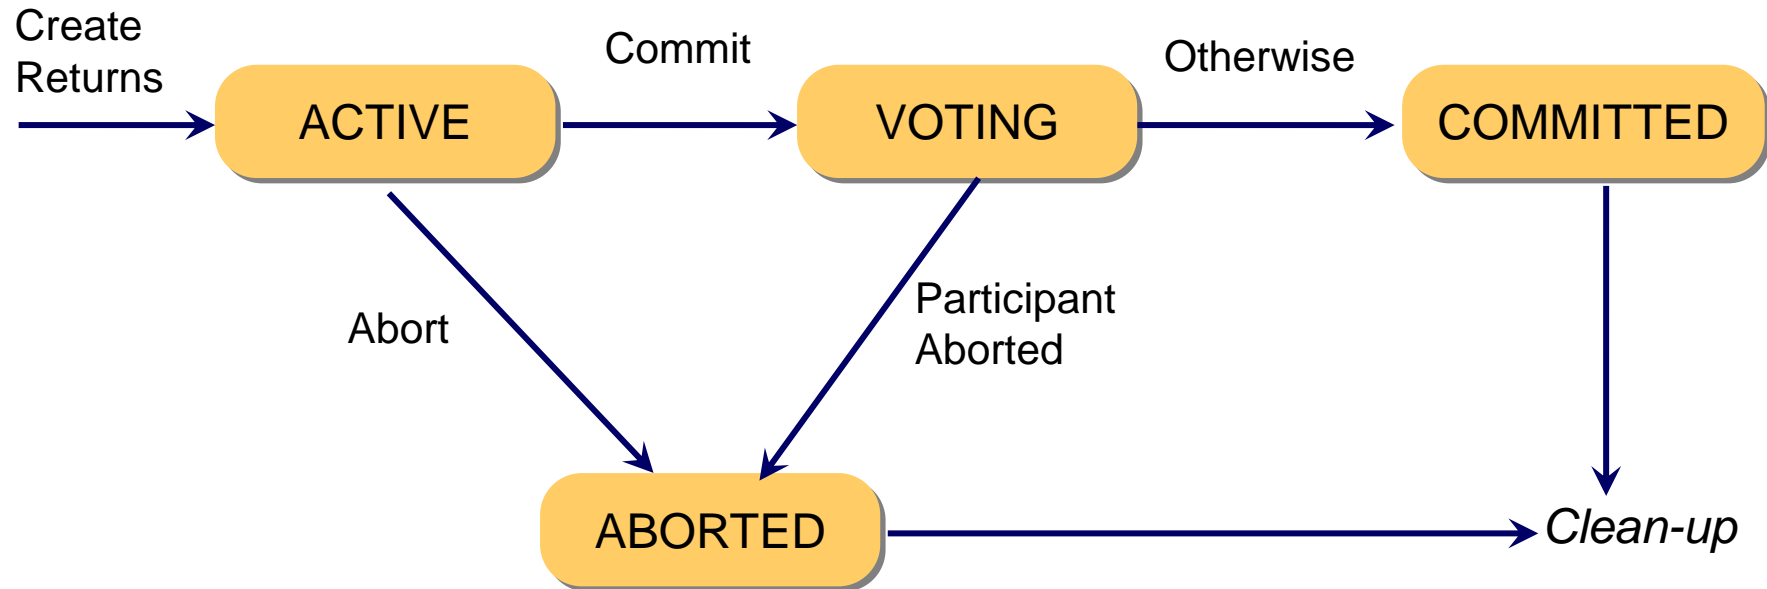 Create
Returns
Commit
Otherwise
ACTIVE
VOTING
COMMITTED
Abort
Participant
Aborted
ABORTED
Clean-up